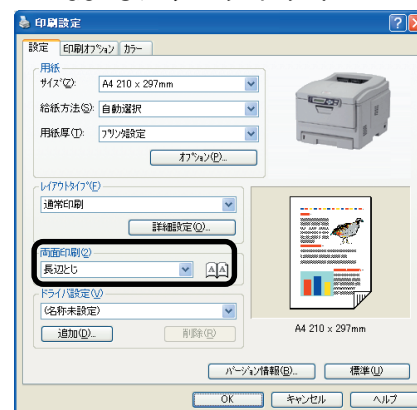 印刷設定
設定 印刷オプション カラー
用紙
サイズ(Z): A4 210 x 297mm
給紙方法(S): 自動選択
用紙厚(T): プリンタ設定
オプション(P)...
レイアウトタイプ(E)
通常印刷
詳細設定(O)...
両面印刷(2)
長辺とじ
A A
ドライバ設定(V)
(名称未設定)
追加(D)... 削除(R)
A4 210 x 297mm
バージョン情報(B)... 標準(U)
OK キャンセル ヘルプ